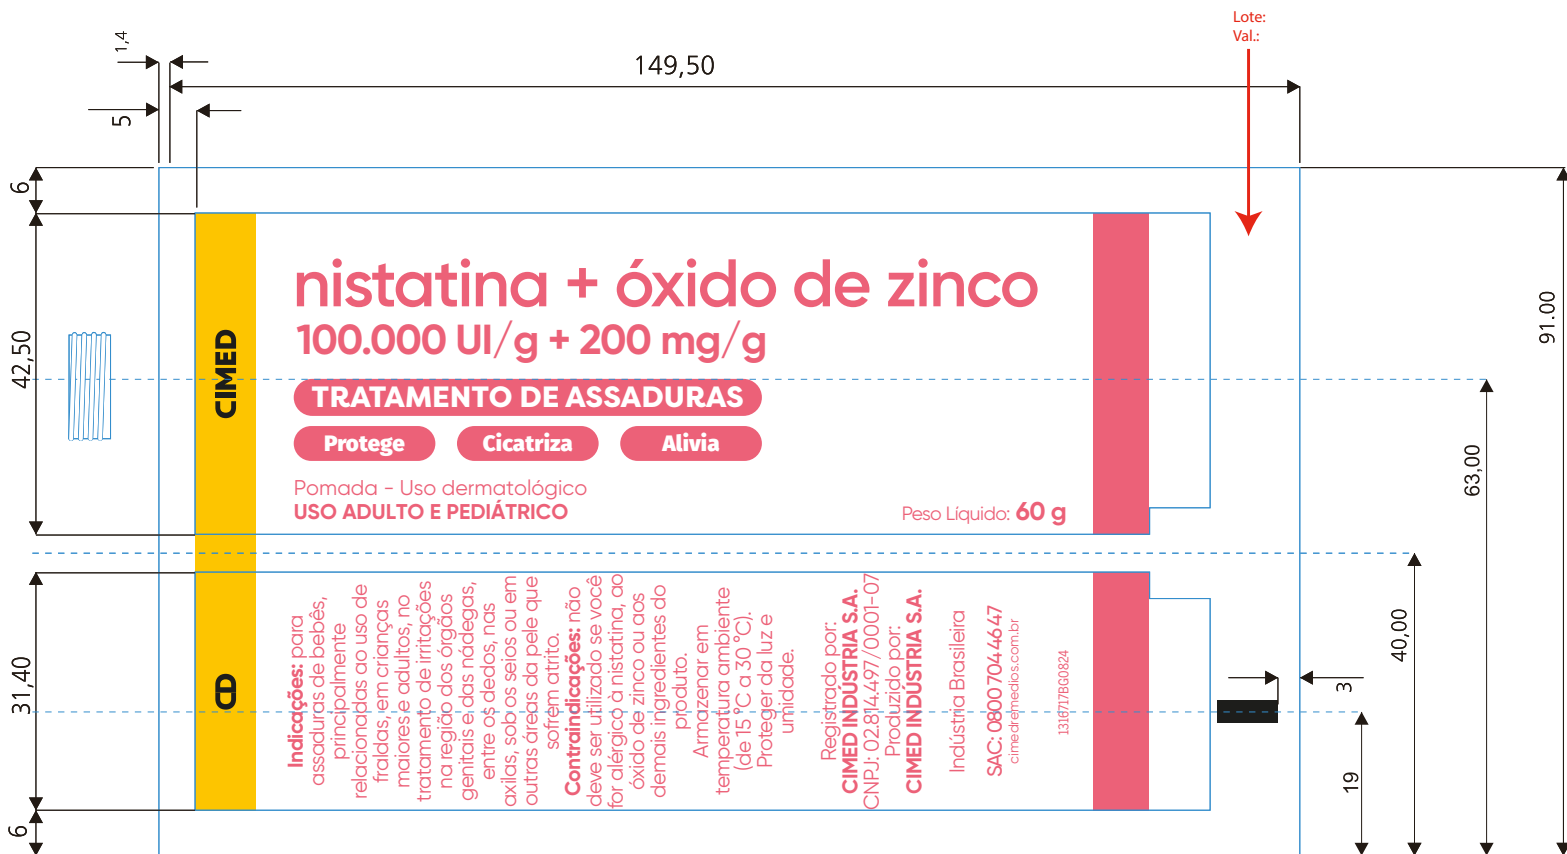 Lote:
Val.:
1,4
149,50
5
6
42,50
31,40
6
CIMED
nistatina + óxido de zinco
100.000 UI/g + 200 mg/g
TRATAMENTO DE ASSADURAS
Protege
Cicatriza
Alivia
Pomada - Uso dermatológico
USO ADULTO E PEDIÁTRICO
Peso Líquido: 60 g
CD
Indicações: para
assaduras de bebês,
principalmente
relacionadas ao uso de
fraldas, em crianças
maiores e adultos, no
tratamento de irritações
na região dos órgãos
genitais e das nádegas,
entre os dedos, nas
axilas, sob os seios ou em
outras áreas da pele que
sofrem atrito.
Contraindicações: não
deve ser utilizado se você
for alérgico à nistatina, ao
óxido de zinco ou aos
demais ingredientes do
produto.
Armazenar em
temperatura ambiente
(de 15 °C a 30 °C).
Proteger da luz e
umidade.
Registrado por:
CIMED INDÚSTRIA S.A.
CNPJ: 02.814.497/0001-07
Produzido por:
CIMED INDÚSTRIA S.A.
Indústria Brasileira
SAC: 0800 704 46 47
cimedremedios.com.br
1316717BG0824
91.00
63,00
40,00
3
19